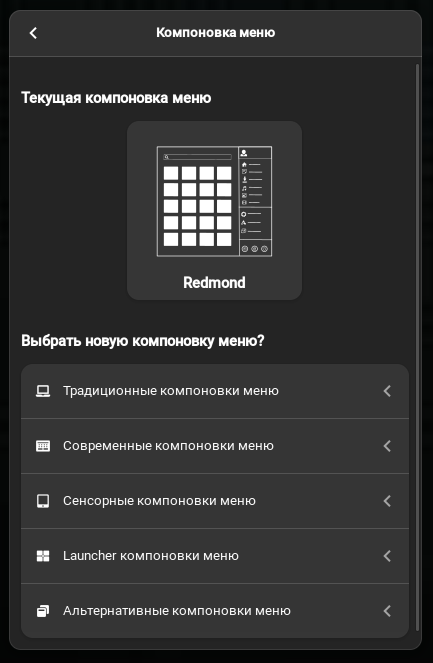 Компоновка меню
Текущая компоновка меню
Redmond
Выбрать новую компоновку меню?
Традиционные компоновки меню
Современные компоновки меню
Сенсорные компоновки меню
Launcher компоновки меню
Альтернативные компоновки меню